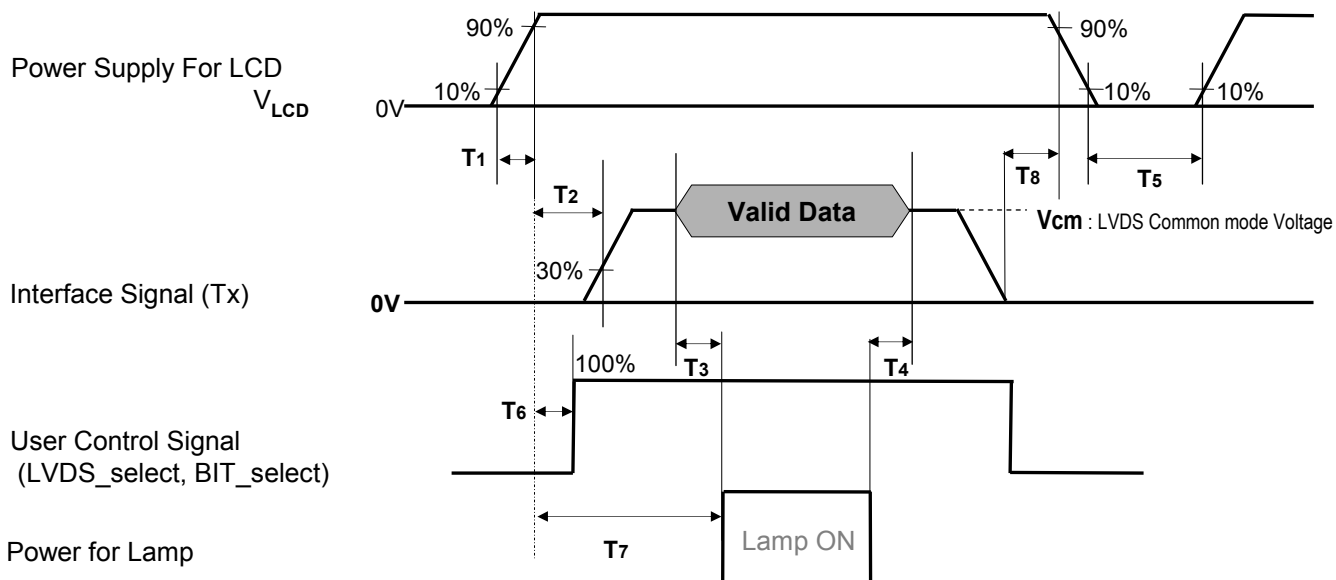 90%
90%
Power Supply For LCD
VLCD
10%
0V
10%
10%
T1
T2
T8
T5
Valid Data
Vcm : LVDS Common mode Voltage
30%
Interface Signal (Tx)
0V
T3
T4
100%
T6
User Control Signal
(LVDS_select, BIT_select)
T7
Lamp ON
Power for Lamp